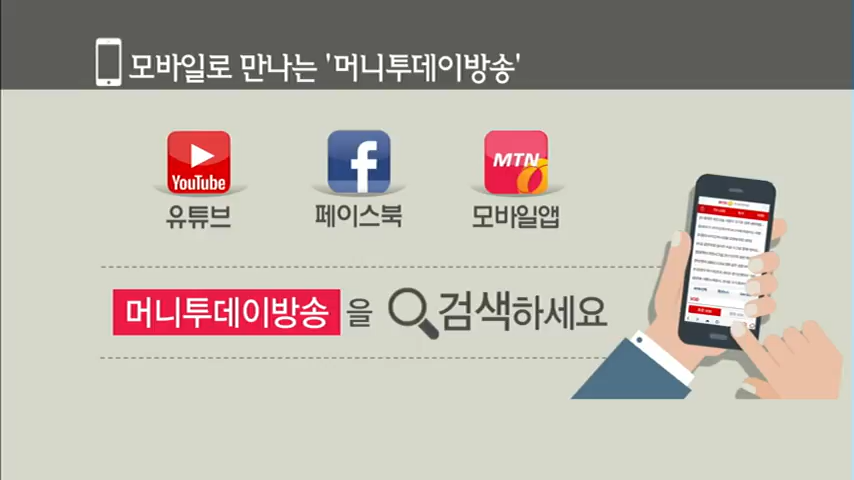 모바일로 만나는 '머니투데이방송'
YouTube
f
MTN
유튜브
페이스북
모바일앱
머니투데이방송을 검색하세요